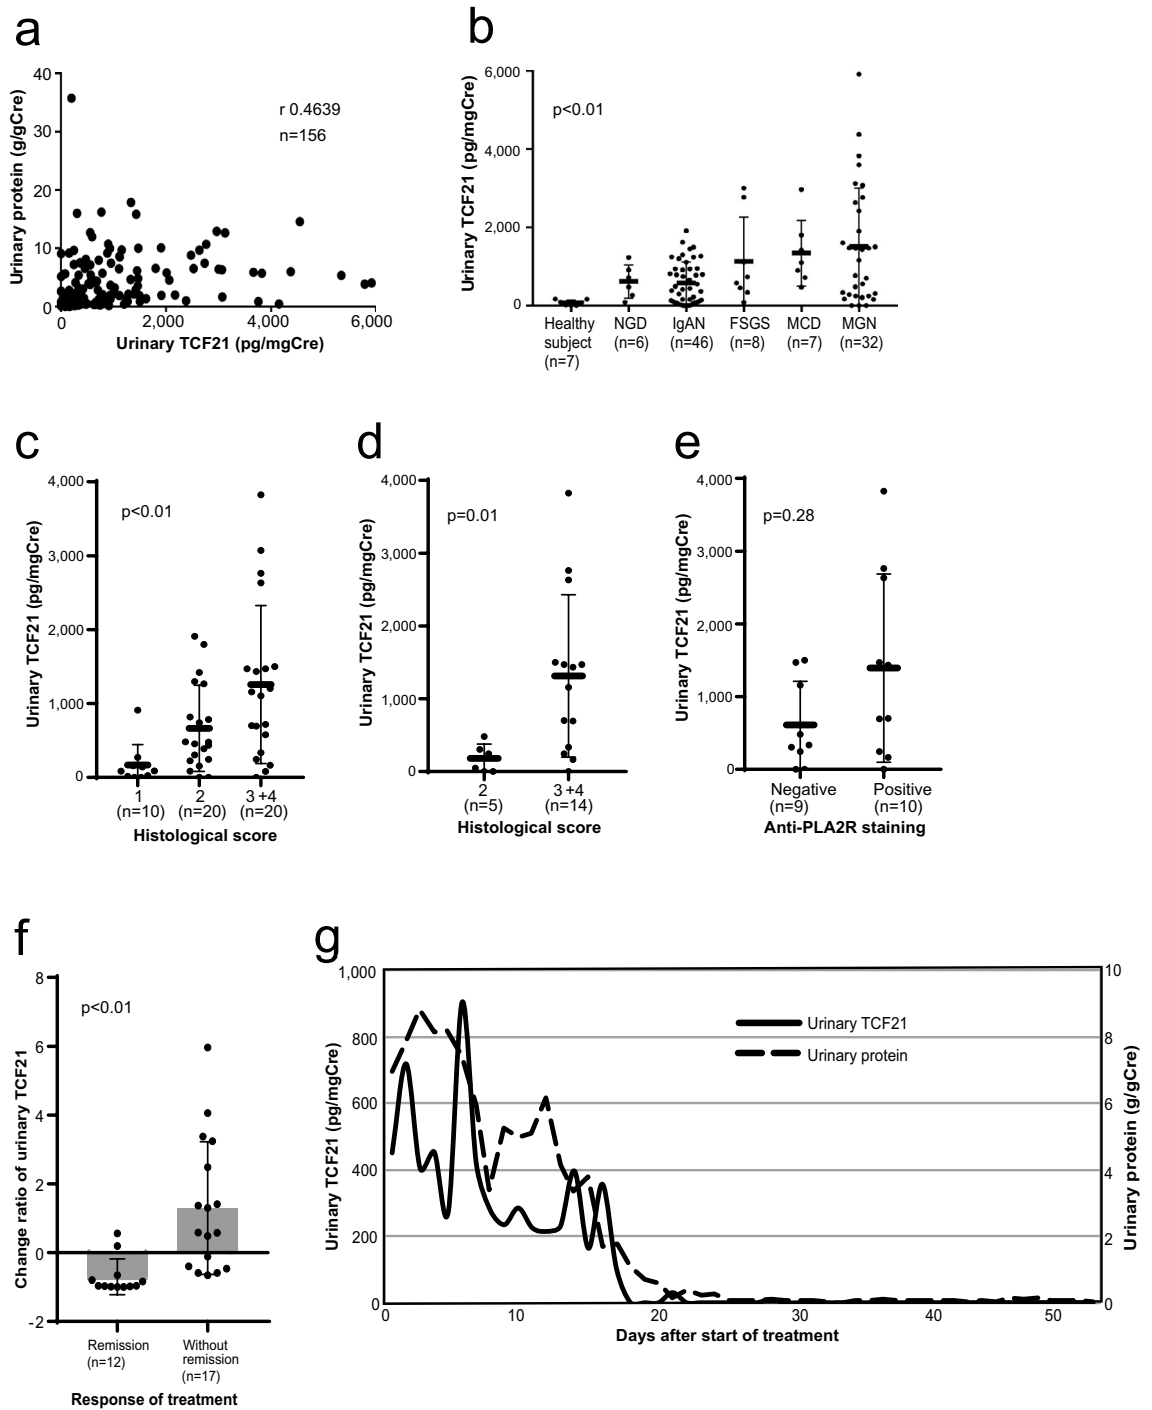 a
Urinary protein (g/gCre)
40
30
20
10
0
r 0.4639
n=156
0
2,000
4,000
6,000
Urinary TCF21 (pg/mgCre)
b
Urinary TCF21 (pg/mgCre)
6,000
4,000
2,000
0
p<0.01
Healthy subject (n=7)
NGD (n=6)
IgAN (n=46)
FSGS (n=8)
MCD (n=7)
MGN (n=32)
c
Urinary TCF21 (pg/mgCre)
4,000
3,000
2,000
1,000
0
p<0.01
1 (n=10)
2 (n=20)
3 +4 (n=20)
Histological score
d
Urinary TCF21 (pg/mgCre)
4,000
3,000
2,000
1,000
0
p=0.01
2 (n=5)
3 +4 (n=14)
Histological score
e
Urinary TCF21 (pg/mgCre)
4,000
3,000
2,000
1,000
0
p=0.28
Negative (n=9)
Positive (n=10)
Anti-PLA2R staining
f
Change ratio of urinary TCF21
8
6
4
2
0
-2
p<0.01
Remission (n=12)
Without remission (n=17)
Response of treatment
g
Urinary TCF21 (pg/mgCre)
1,000
800
600
400
200
0
Urinary TCF21
Urinary protein
10
8
6
4
2
0
Urinary protein (g/gCre)
0
10
20
30
40
50
Days after start of treatment